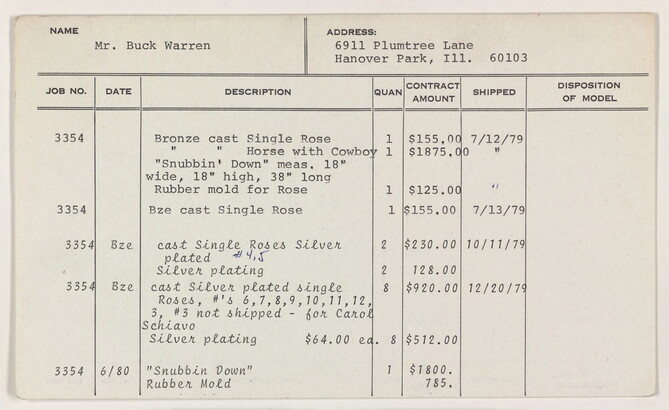 NAME
Mr. Buck Warren
ADDRESS:
6911 Plumtree Lane
Hanover Park, Ill. 60103
JOB NO. DATE DESCRIPTION QUAN CONTRACT AMOUNT SHIPPED DISPOSITION OF MODEL
3354 Bronze cast Single Rose 1 $155.00 7/12/79
" " Horse with Cowboy 1 $1875.00 "
"Snubbin' Down" meas. 18"
wide, 18" high, 38" long
Rubber mold for Rose 1 $125.00 "
3354 Bze cast Single Rose 1 $155.00 7/13/79
3354 Bze cast Single Roses Silver 2 $230.00 10/11/79
plated #4,5
Silver plating 2 128.00
3354 Bze cast Silver plated single 8 $920.00 12/20/79
Roses, #'s 6,7,8,9,10,11,12,
3, #3 not shipped - for Carol
Schiavo
Silver plating $64.00 ea. 8 $512.00
3354 6/80 "Snubbin Down" 1 $1800.
Rubber Mold 785.